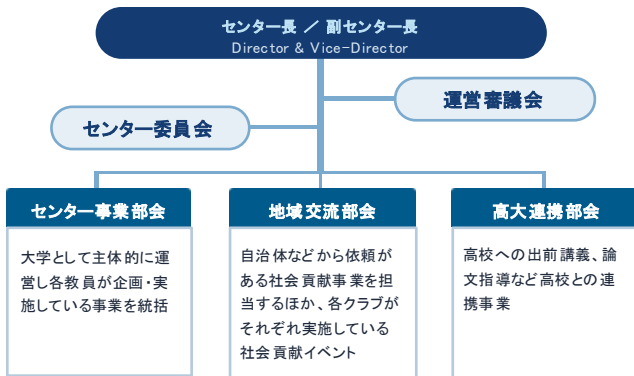 センター長 ／ 副センター長
Director & Vice-Director
運営審議会
センター委員会
センター事業部会
大学として主体的に運
営し各教員が企画・実
施している事業を統括
地域交流部会
自治体などから依頼が
ある社会貢献事業を担
当するほか、各クラブが
それぞれ実施している
社会貢献イベント
高大連携部会
高校への出前講義、論
文指導など高校との連
携事業